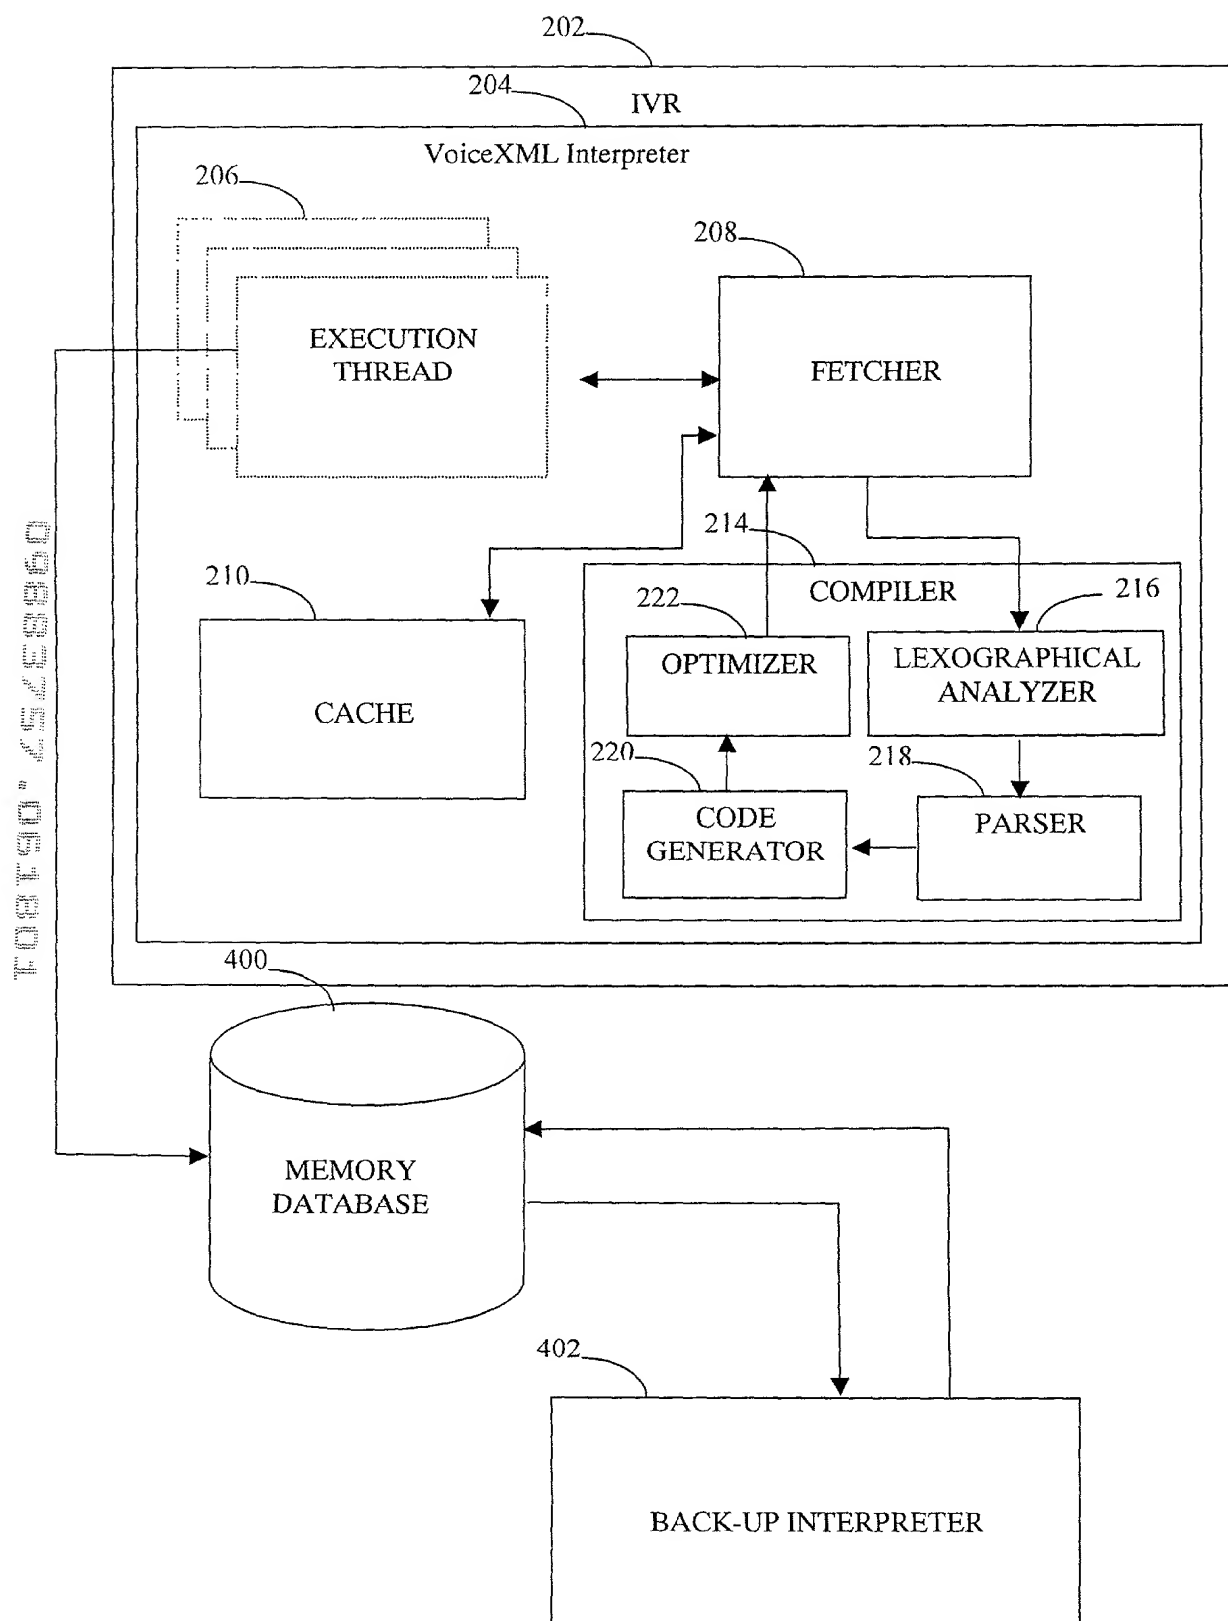 202
IVR
204
VoiceXML Interpreter
206
208
EXECUTION
THREAD
FETCHER
214
COMPILER
210
222
216
OPTIMIZER
LEXOGRAPHICAL
ANALYZER
CACHE
220
218
CODE
GENERATOR
PARSER
400
MEMORY
DATABASE
402
BACK-UP INTERPRETER